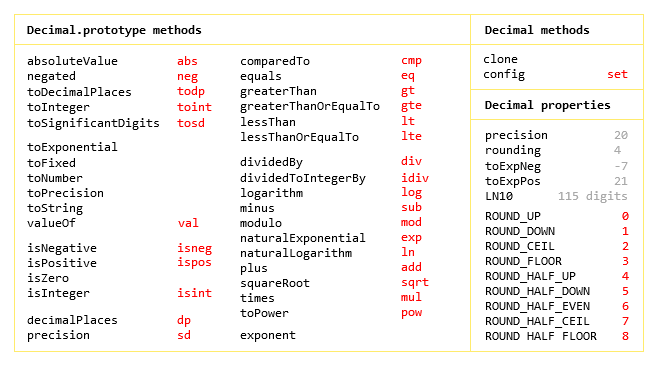 Decimal.prototype methods
absoluteValue abs
negated neg
toDecimalPlaces todp
toInteger toint
toSignificantDigits tosd
toExponential
toFixed
toNumber
toPrecision
toString
valueOf val
isNegative isneg
isPositive ispos
isZero
isInteger isint
decimalPlaces dp
precision sd
comparedTo cmp
equals eq
greaterThan gt
greaterThanOrEqualTo gte
lessThan lt
lessThanOrEqualTo lte
dividedBy div
dividedToIntegerBy idiv
logarithm log
minus sub
modulo mod
naturalExponential exp
naturalLogarithm ln
plus add
squareRoot sqrt
times mul
toPower pow
exponent
Decimal methods
clone
config set
Decimal properties
precision 20
rounding 4
toExpNeg -7
toExpPos 21
LN10 115 digits
ROUND_UP 0
ROUND_DOWN 1
ROUND_CEIL 2
ROUND_FLOOR 3
ROUND_HALF_UP 4
ROUND_HALF_DOWN 5
ROUND_HALF_EVEN 6
ROUND_HALF_CEIL 7
ROUND_HALF_FLOOR 8